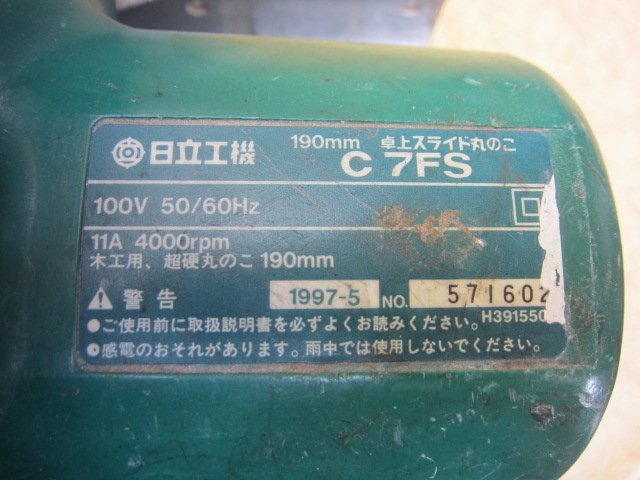 日立工機
190mm 卓上スライド丸のこ
C 7FS
100V 50/60Hz
11A 4000rpm
木工用、超硬丸のこ 190mm
警告 1997-5 NO. 571602
H391550
●ご使用前に取扱説明書を必ずよくお読みください。
●感電のおそれがあります。雨中では使用しないでください。